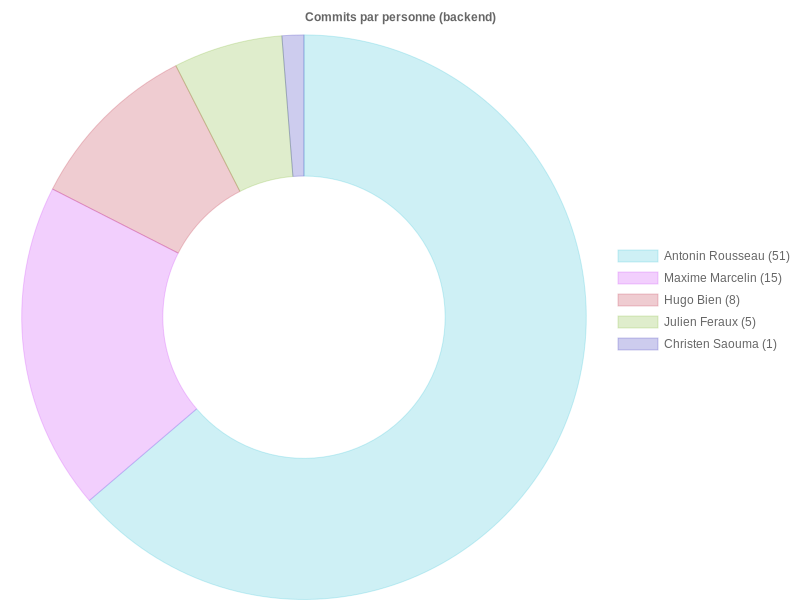 Commits par personne (backend)
Antonin Rousseau (51)
Maxime Marcelin (15)
Hugo Bien (8)
Julien Feraux (5)
Christen Saouma (1)